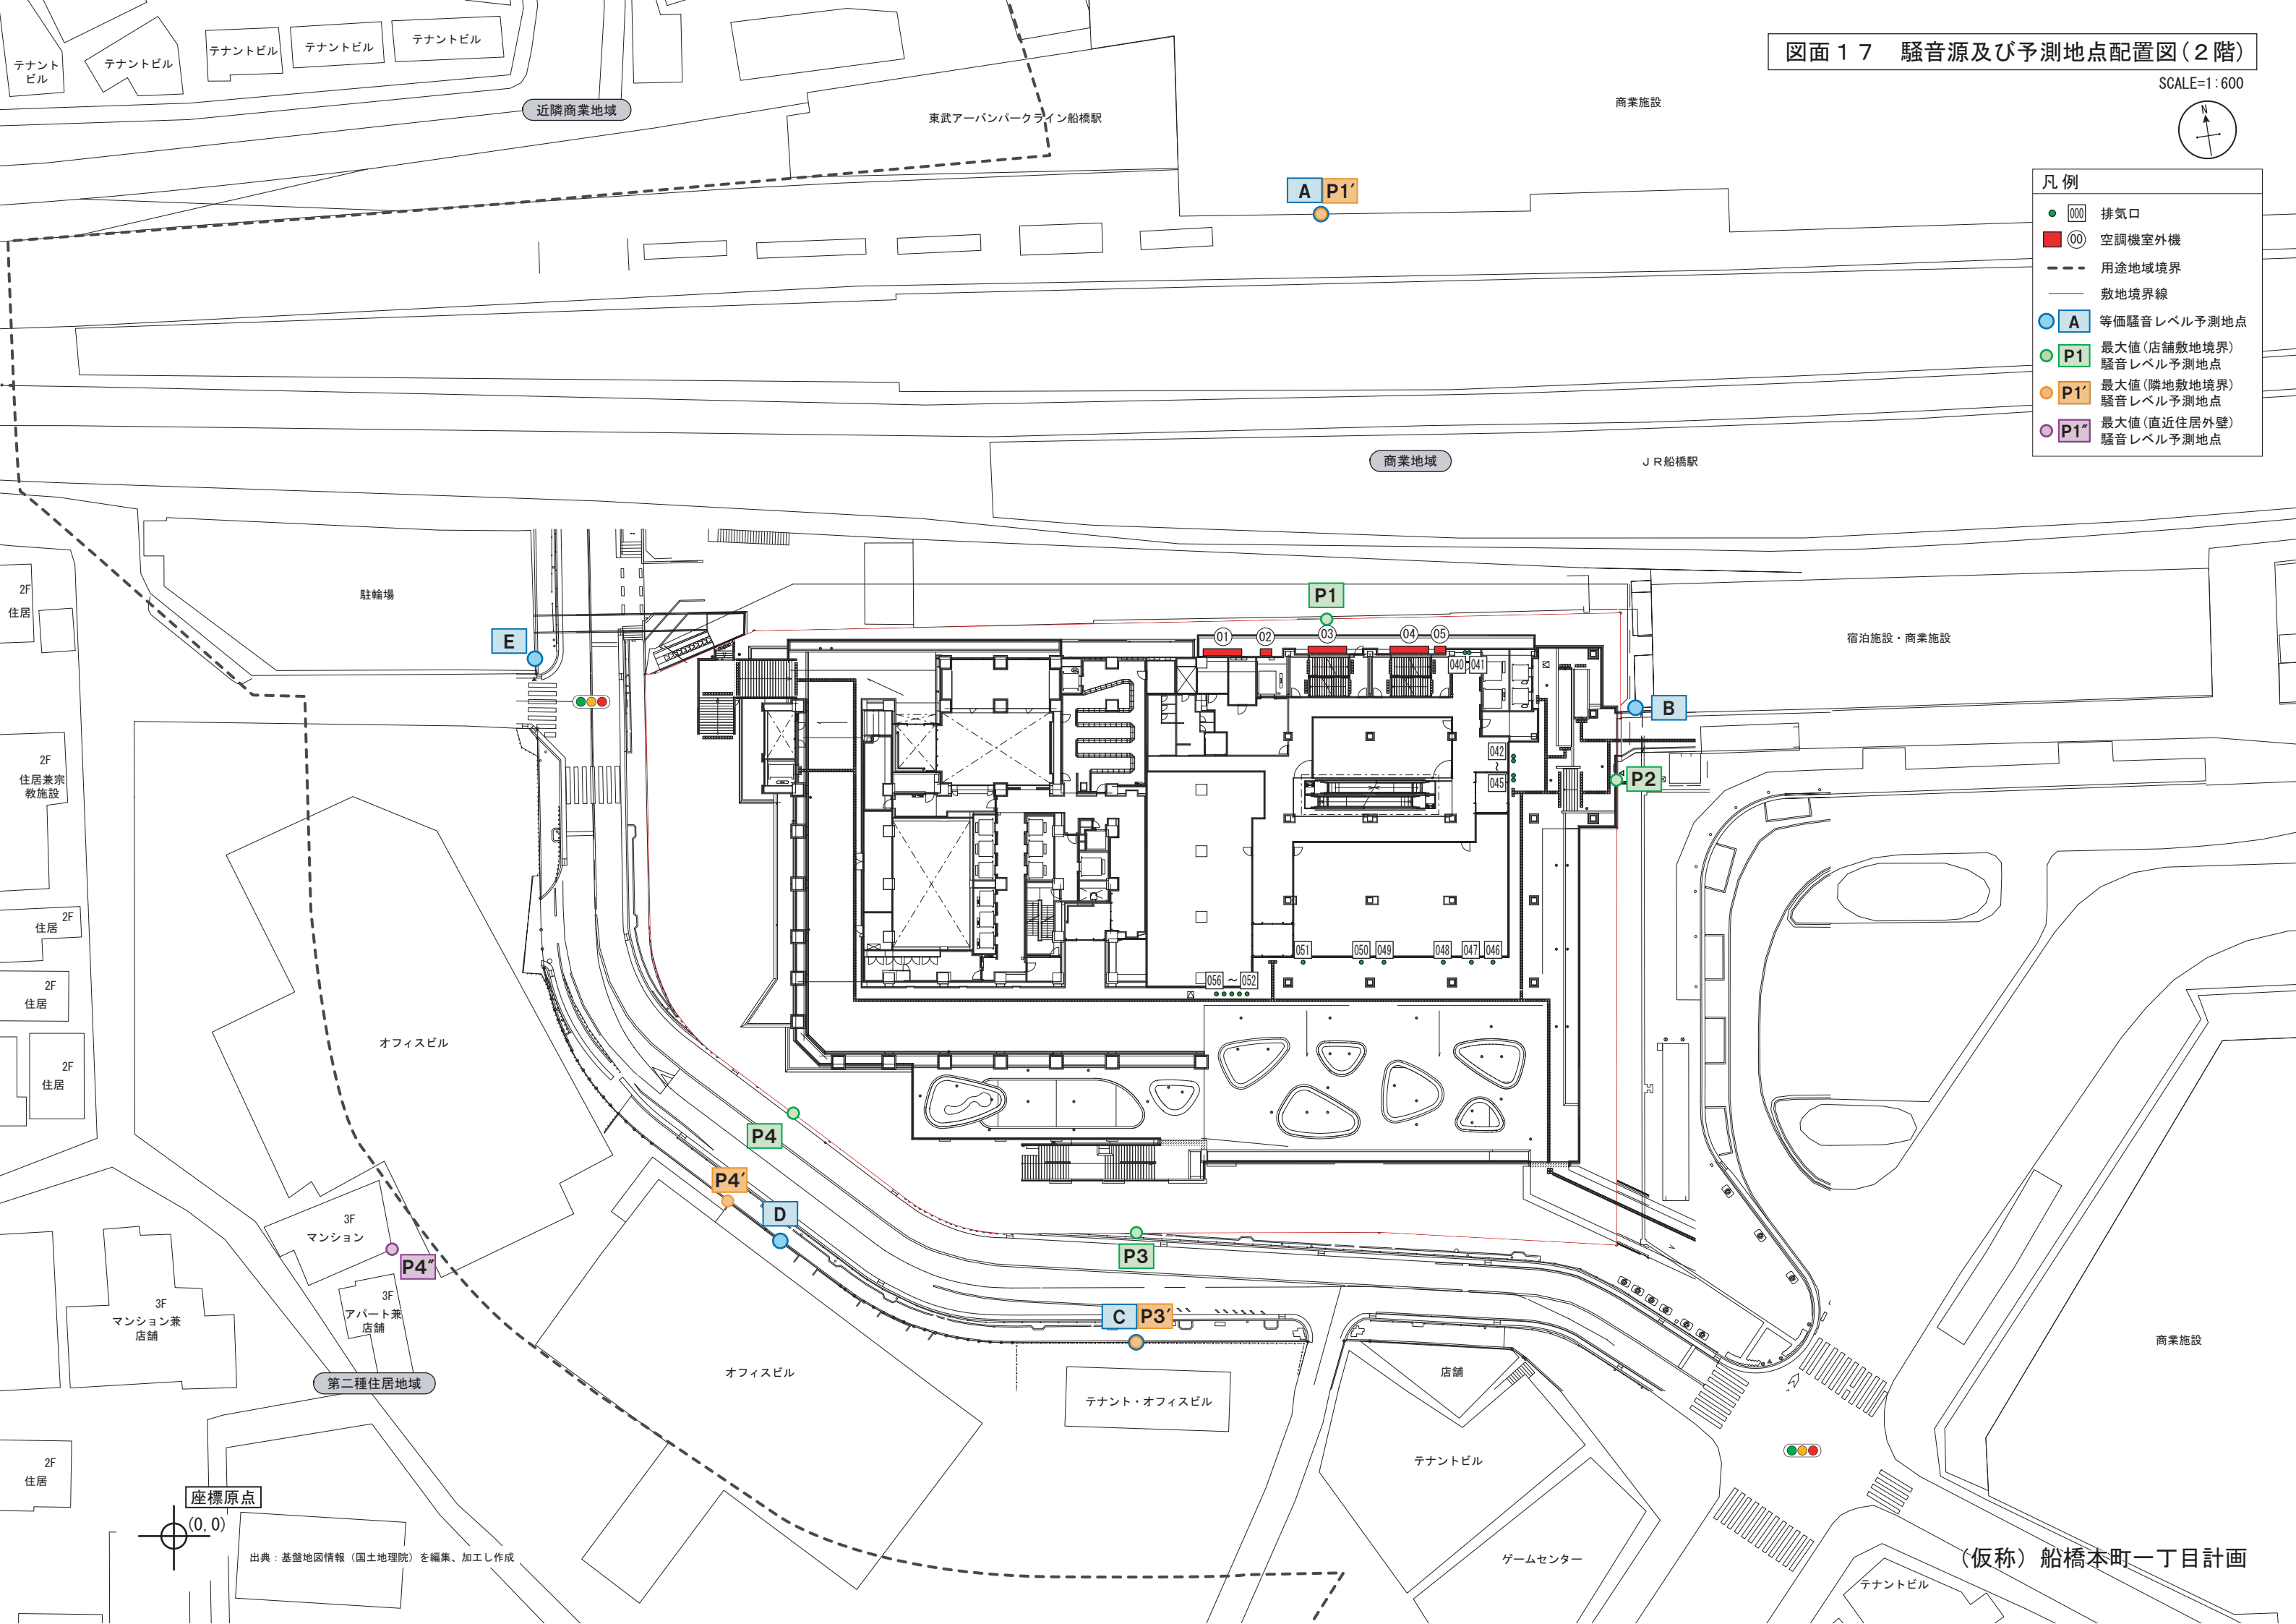 図面１７　騒音源及び予測地点配置図(２階)
SCALE=1:600
N
凡例
000 排気口
00 空調機室外機
用途地域境界
敷地境界線
A 等価騒音レベル予測地点
P1 最大値(店舗敷地境界)
騒音レベル予測地点
P1′ 最大値(隣地敷地境界)
騒音レベル予測地点
P1″ 最大値(直近住居外壁)
騒音レベル予測地点
テナント
ビル
テナントビル
テナントビル
テナントビル
テナントビル
近隣商業地域
東武アーバンパークライン船橋駅
商業施設
A P1′
商業地域
ＪＲ船橋駅
2F
住居
駐輪場
E
P1
01
02
03
04
05
040
041
宿泊施設・商業施設
B
2F
住居兼宗
教施設
042
～
045
P2
2F
住居
2F
住居
2F
住居
オフィスビル
051
050
049
048
047
046
056 ～ 052
P4
P4′
D
3F
マンション
P4″
P3
C P3′
3F
マンション兼
店舗
3F
アパート兼
店舗
第二種住居地域
オフィスビル
テナント・オフィスビル
店舗
商業施設
2F
住居
テナントビル
座標原点
(0,0)
出典：基盤地図情報（国土地理院）を編集、加工し作成
ゲームセンター
（仮称）船橋本町一丁目計画
テナントビル